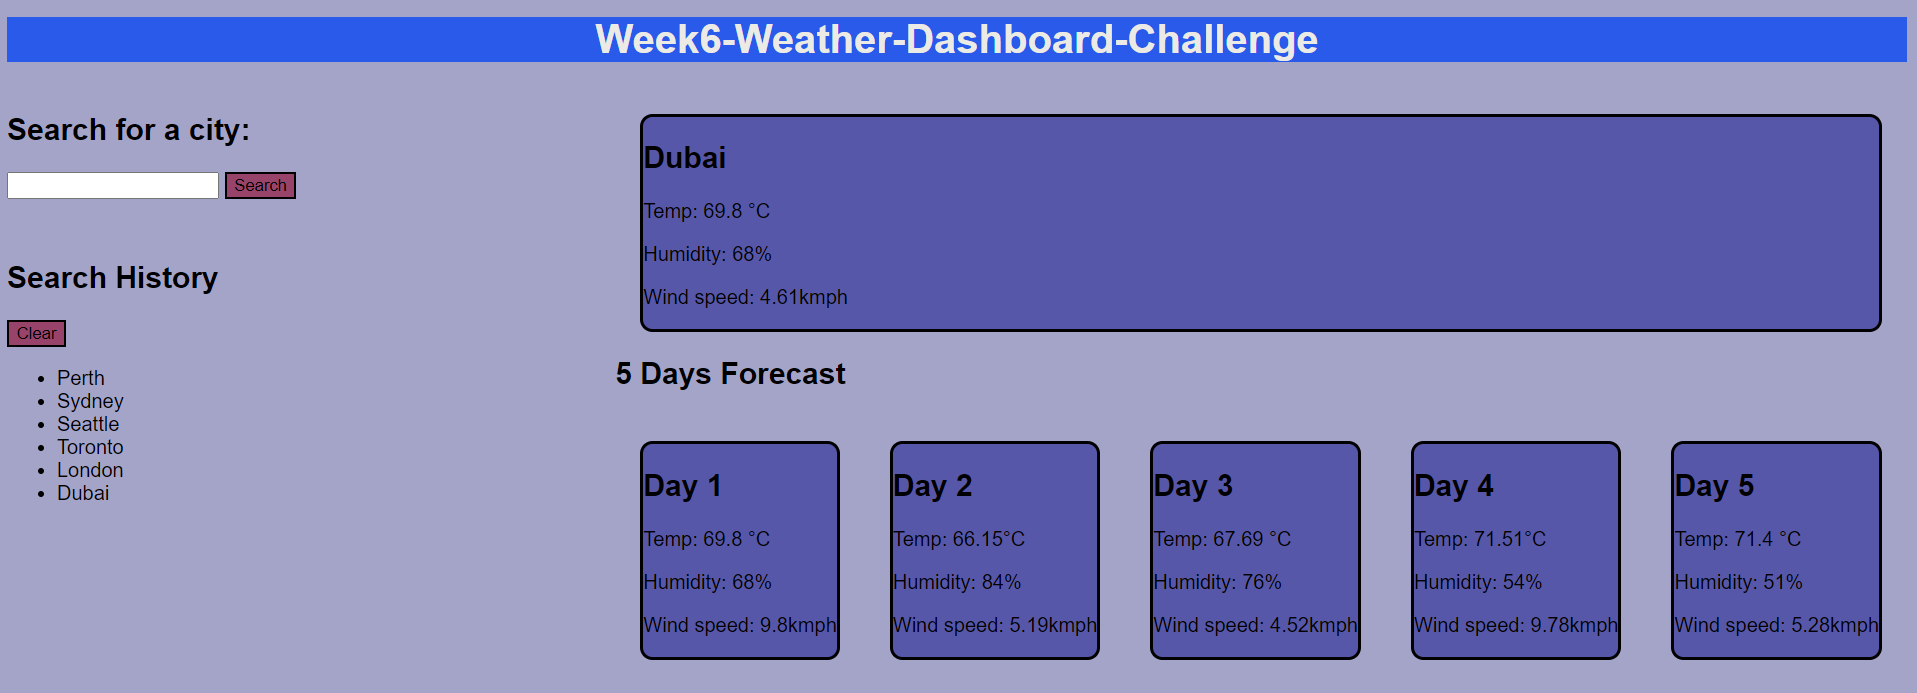 Week6-Weather-Dashboard-Challenge
Search for a city:
Search
Search History
Clear
Perth
Sydney
Seattle
Toronto
London
Dubai
Dubai
Temp: 69.8 °C
Humidity: 68%
Wind speed: 4.61kmph
5 Days Forecast
Day 1
Temp: 69.8 °C
Humidity: 68%
Wind speed: 9.8kmph
Day 2
Temp: 66.15°C
Humidity: 84%
Wind speed: 5.19kmph
Day 3
Temp: 67.69 °C
Humidity: 76%
Wind speed: 4.52kmph
Day 4
Temp: 71.51°C
Humidity: 54%
Wind speed: 9.78kmph
Day 5
Temp: 71.4 °C
Humidity: 51%
Wind speed: 5.28kmph